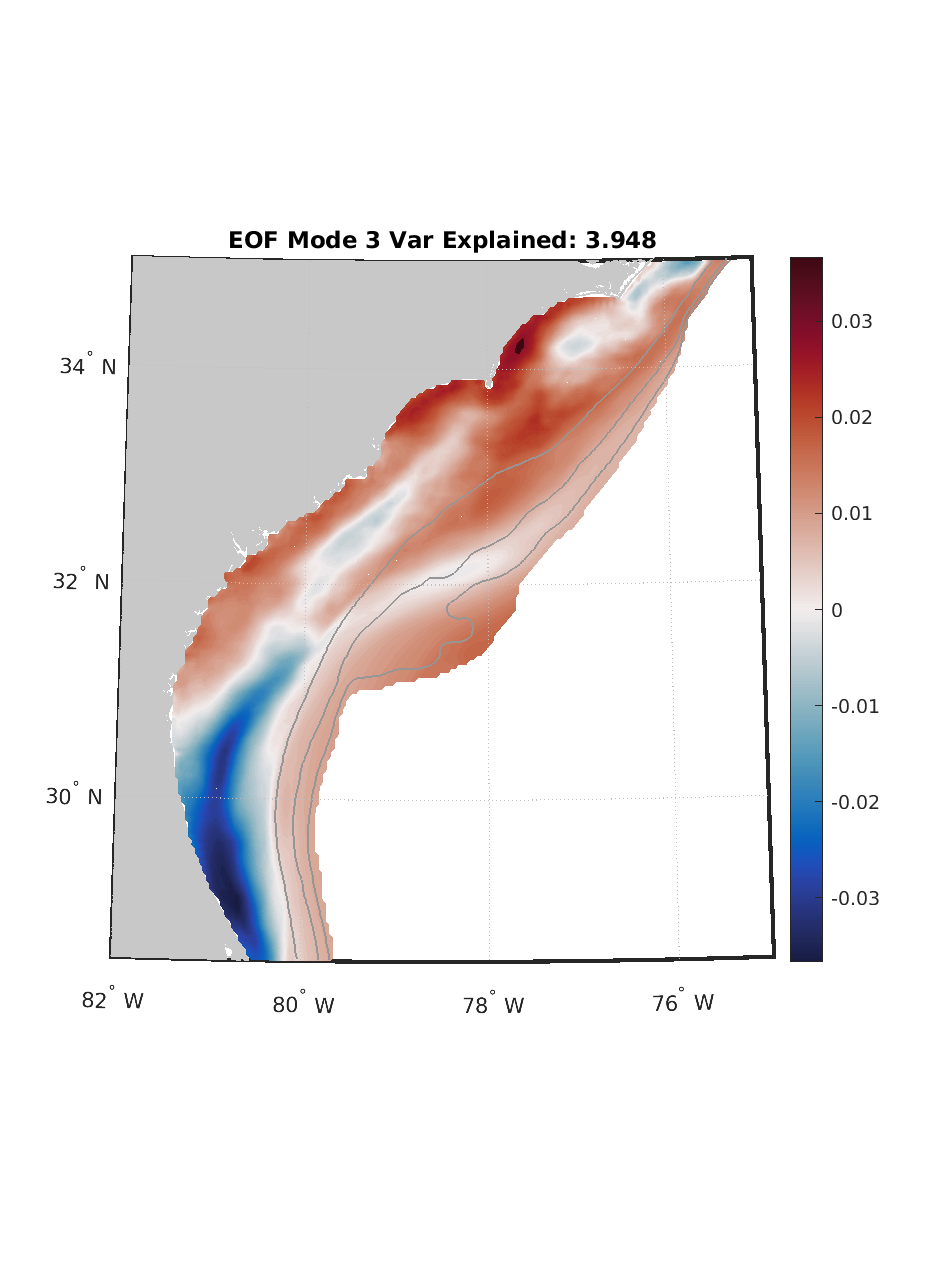 EOF Mode 3 Var Explained: 3.948
34° N
32° N
30° N
82° W
80° W
78° W
76° W
0.03
0.02
0.01
0
-0.01
-0.02
-0.03